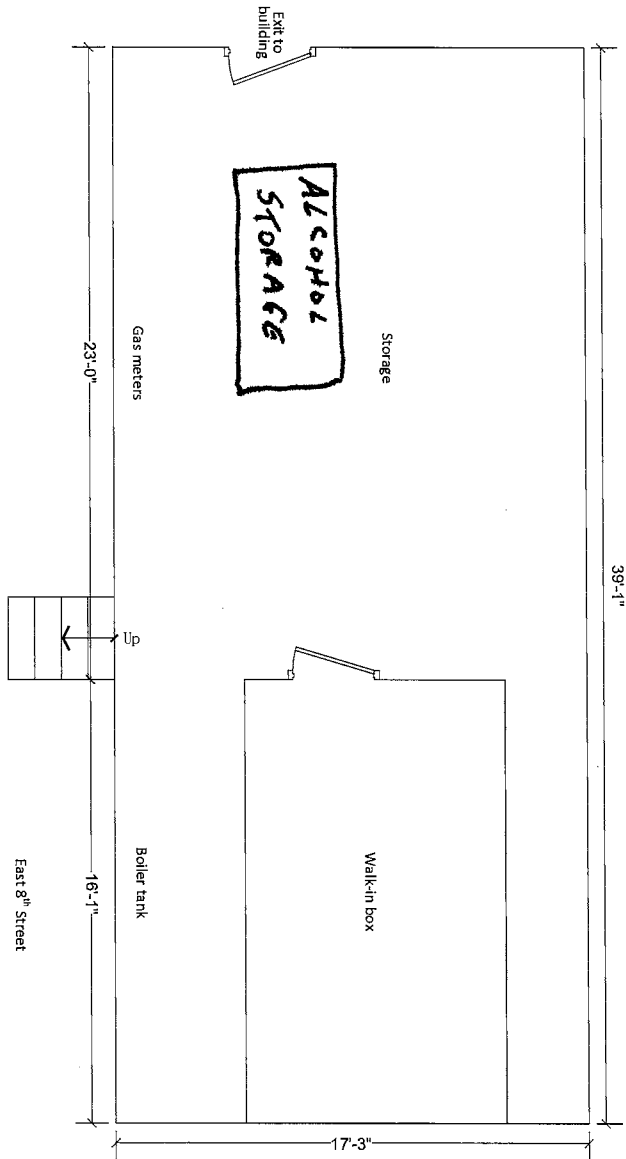 39'-1"
Exit to
building
Storage
ALCOHOL
STORAGE
Gas meters
23'-0"
Up
Walk-in box
Boiler tank
16'-1"
East 8th Street
17'-3"